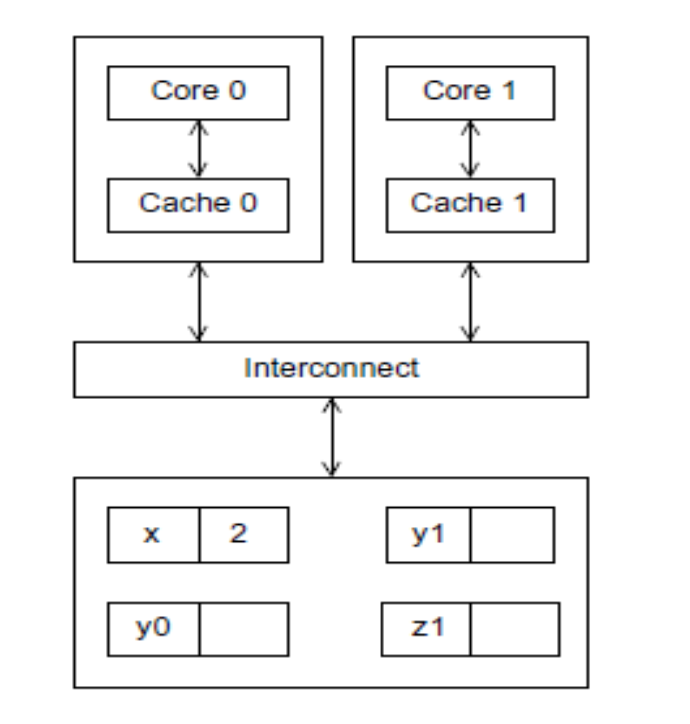 Core 0 Core 1
Cache 0 Cache 1
Interconnect
x 2 y1
y0 z1